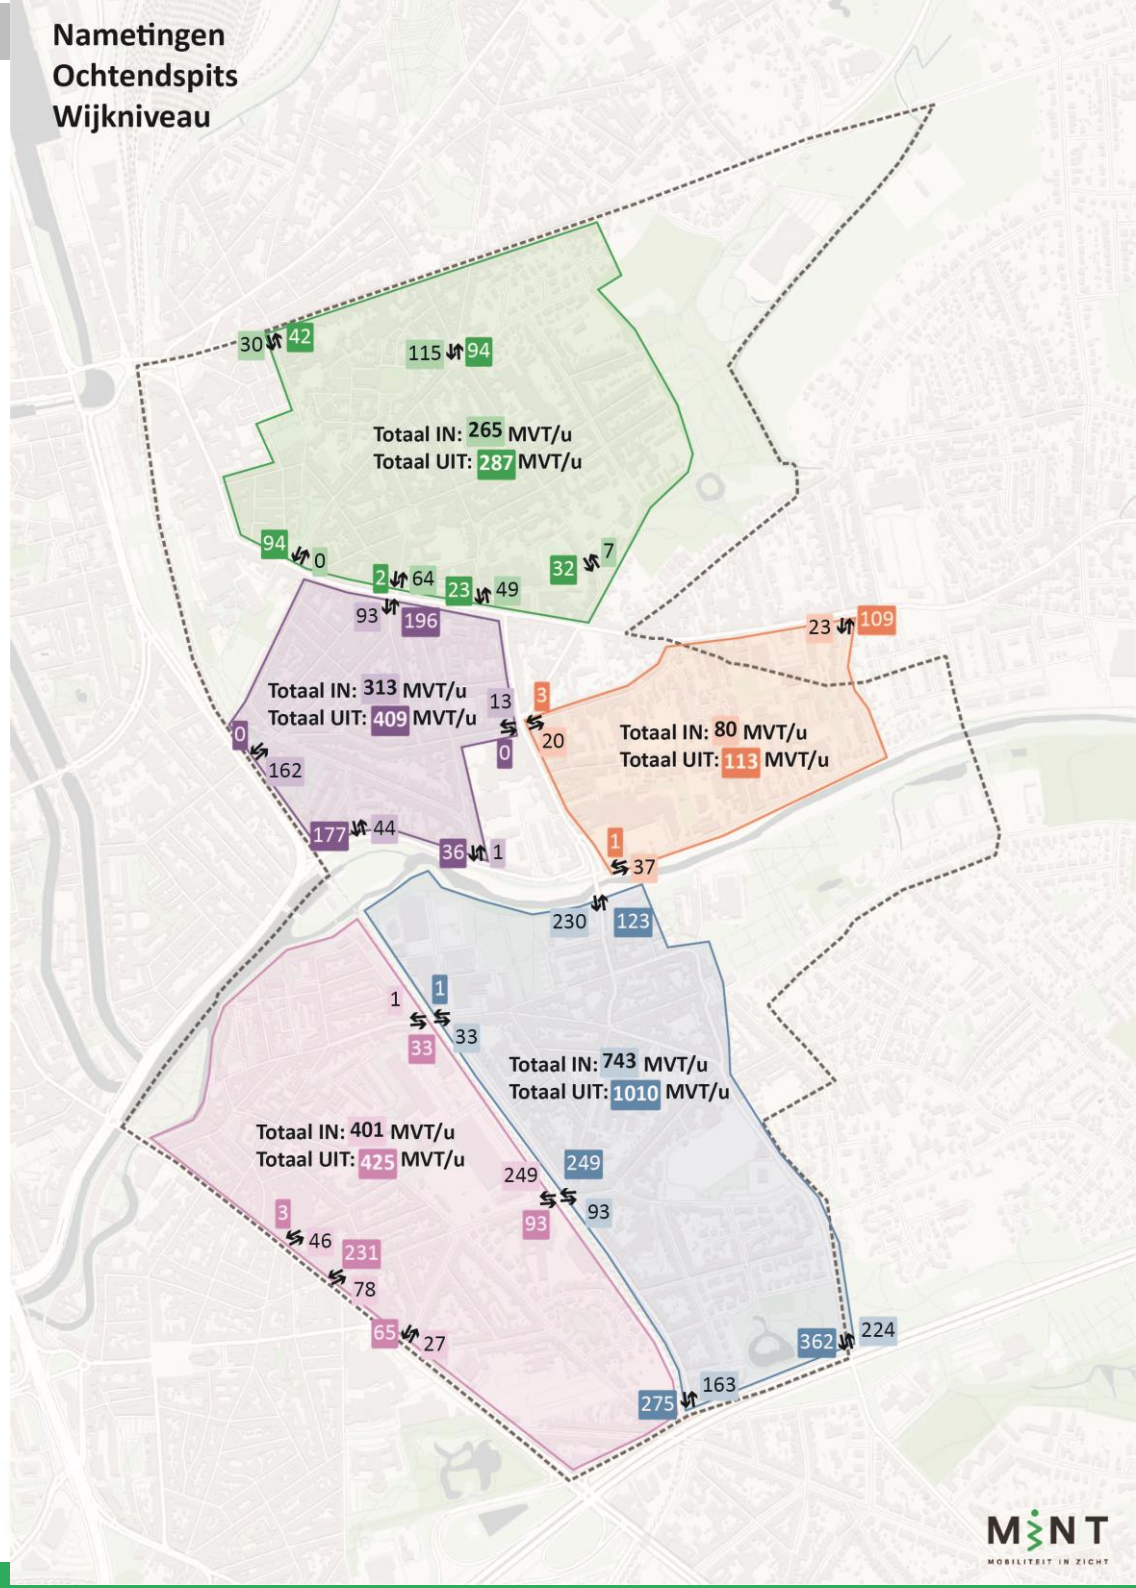 Nametingen
Ochtendspits
Wijkniveau
30 42
115 94
Totaal IN: 265 MVT/u
Totaal UIT: 287 MVT/u
94 0
2 64
23 49
32 7
93 196
Totaal IN: 313 MVT/u
Totaal UIT: 409 MVT/u
13
0
0
162
177 44
36 1
23 109
3
20
Totaal IN: 80 MVT/u
Totaal UIT: 113 MVT/u
1
37
230 123
1
33
1
33
Totaal IN: 743 MVT/u
Totaal UIT: 1010 MVT/u
Totaal IN: 401 MVT/u
Totaal UIT: 425 MVT/u
249
93
249
93
3
46
231
78
65 27
362 224
275 163
MINT
MOBILITEIT IN ZICHT